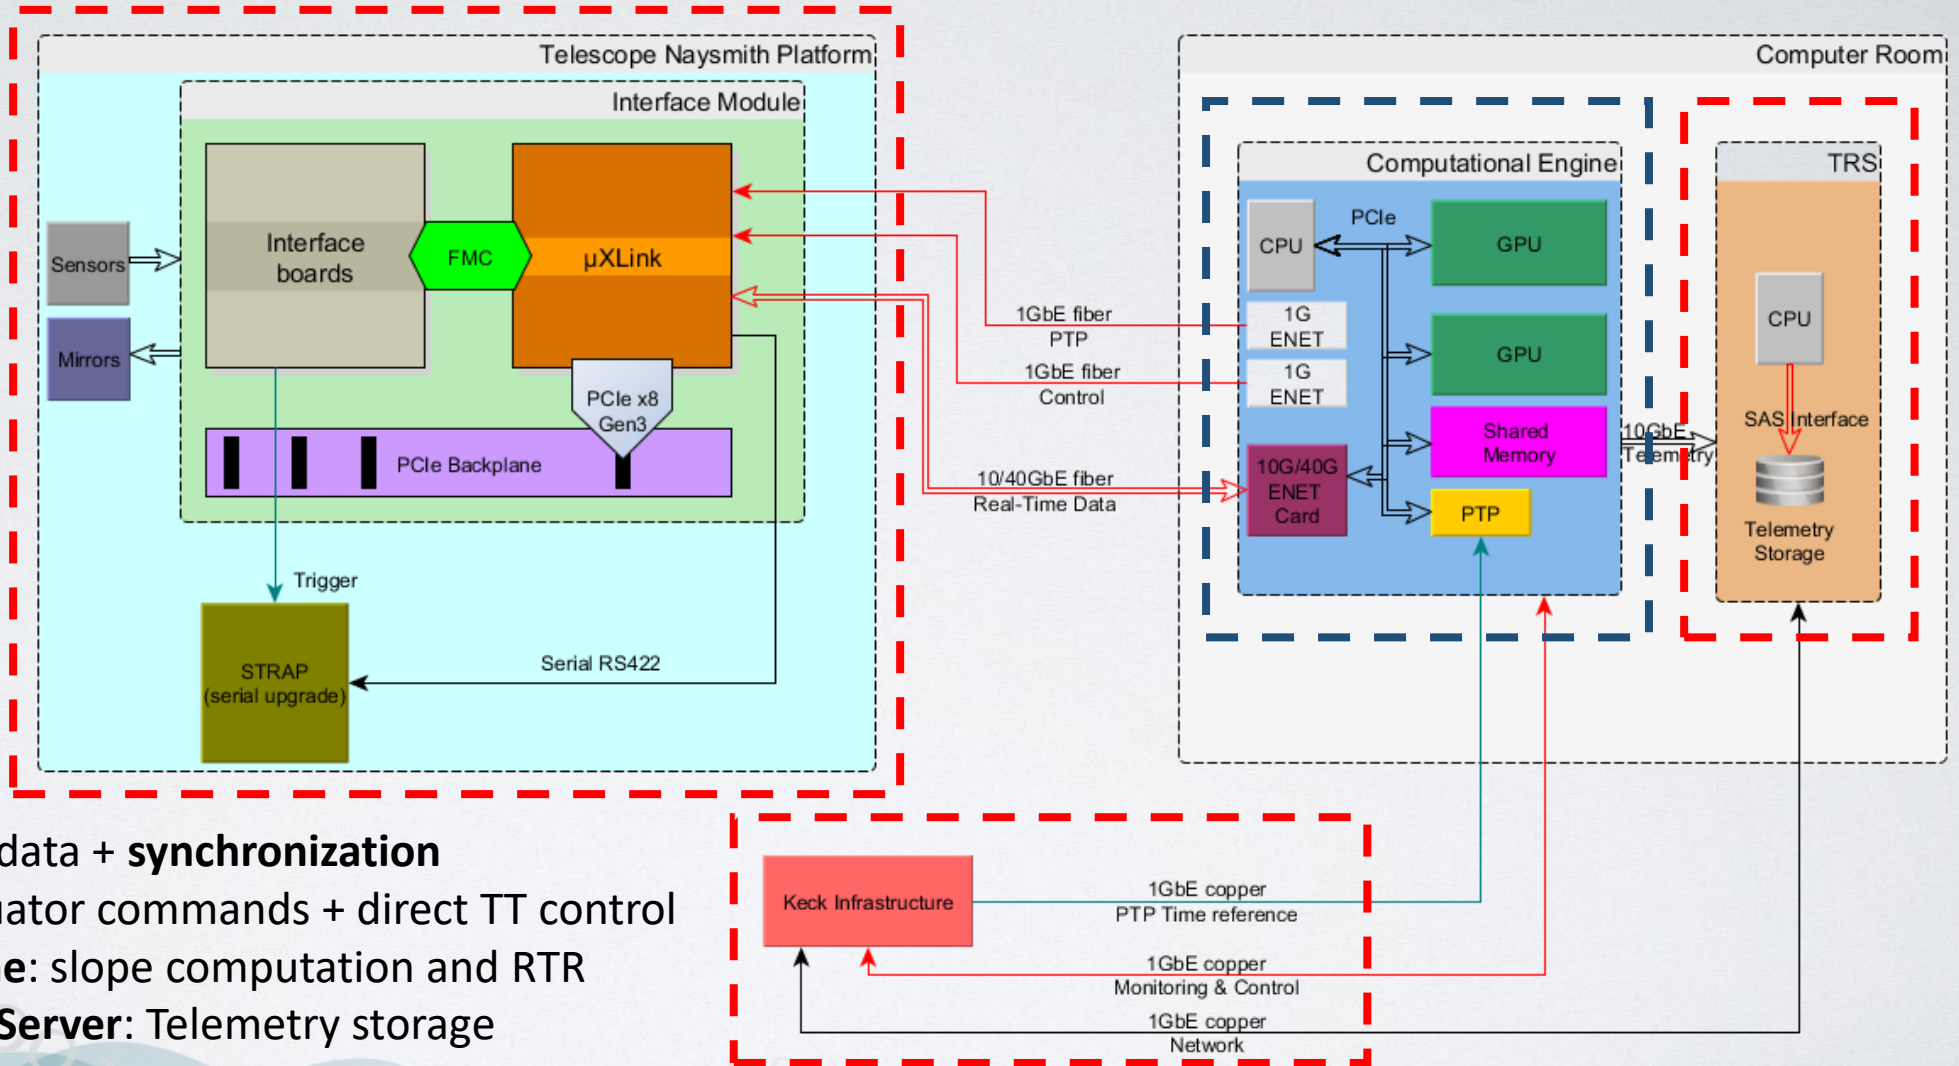 Telescope Naysmith Platform
Interface Module
Interface
boards
FMC
µXLink
Sensors
Mirrors
PCIe x8
Gen3
PCIe Backplane
Trigger
STRAP
(serial upgrade)
Serial RS422
1GbE fiber
PTP
1GbE fiber
Control
10/40GbE fiber
Real-Time Data
Computer Room
Computational Engine
CPU
PCIe
GPU
1G
ENET
1G
ENET
GPU
Shared
Memory
10G/40G
ENET
Card
PTP
10GbE
Telemetry
TRS
CPU
SAS Interface
Telemetry
Storage
Keck Infrastructure
1GbE copper
PTP Time reference
1GbE copper
Monitoring & Control
1GbE copper
Network
data + synchronization
uator commands + direct TT control
e: slope computation and RTR
Server: Telemetry storage